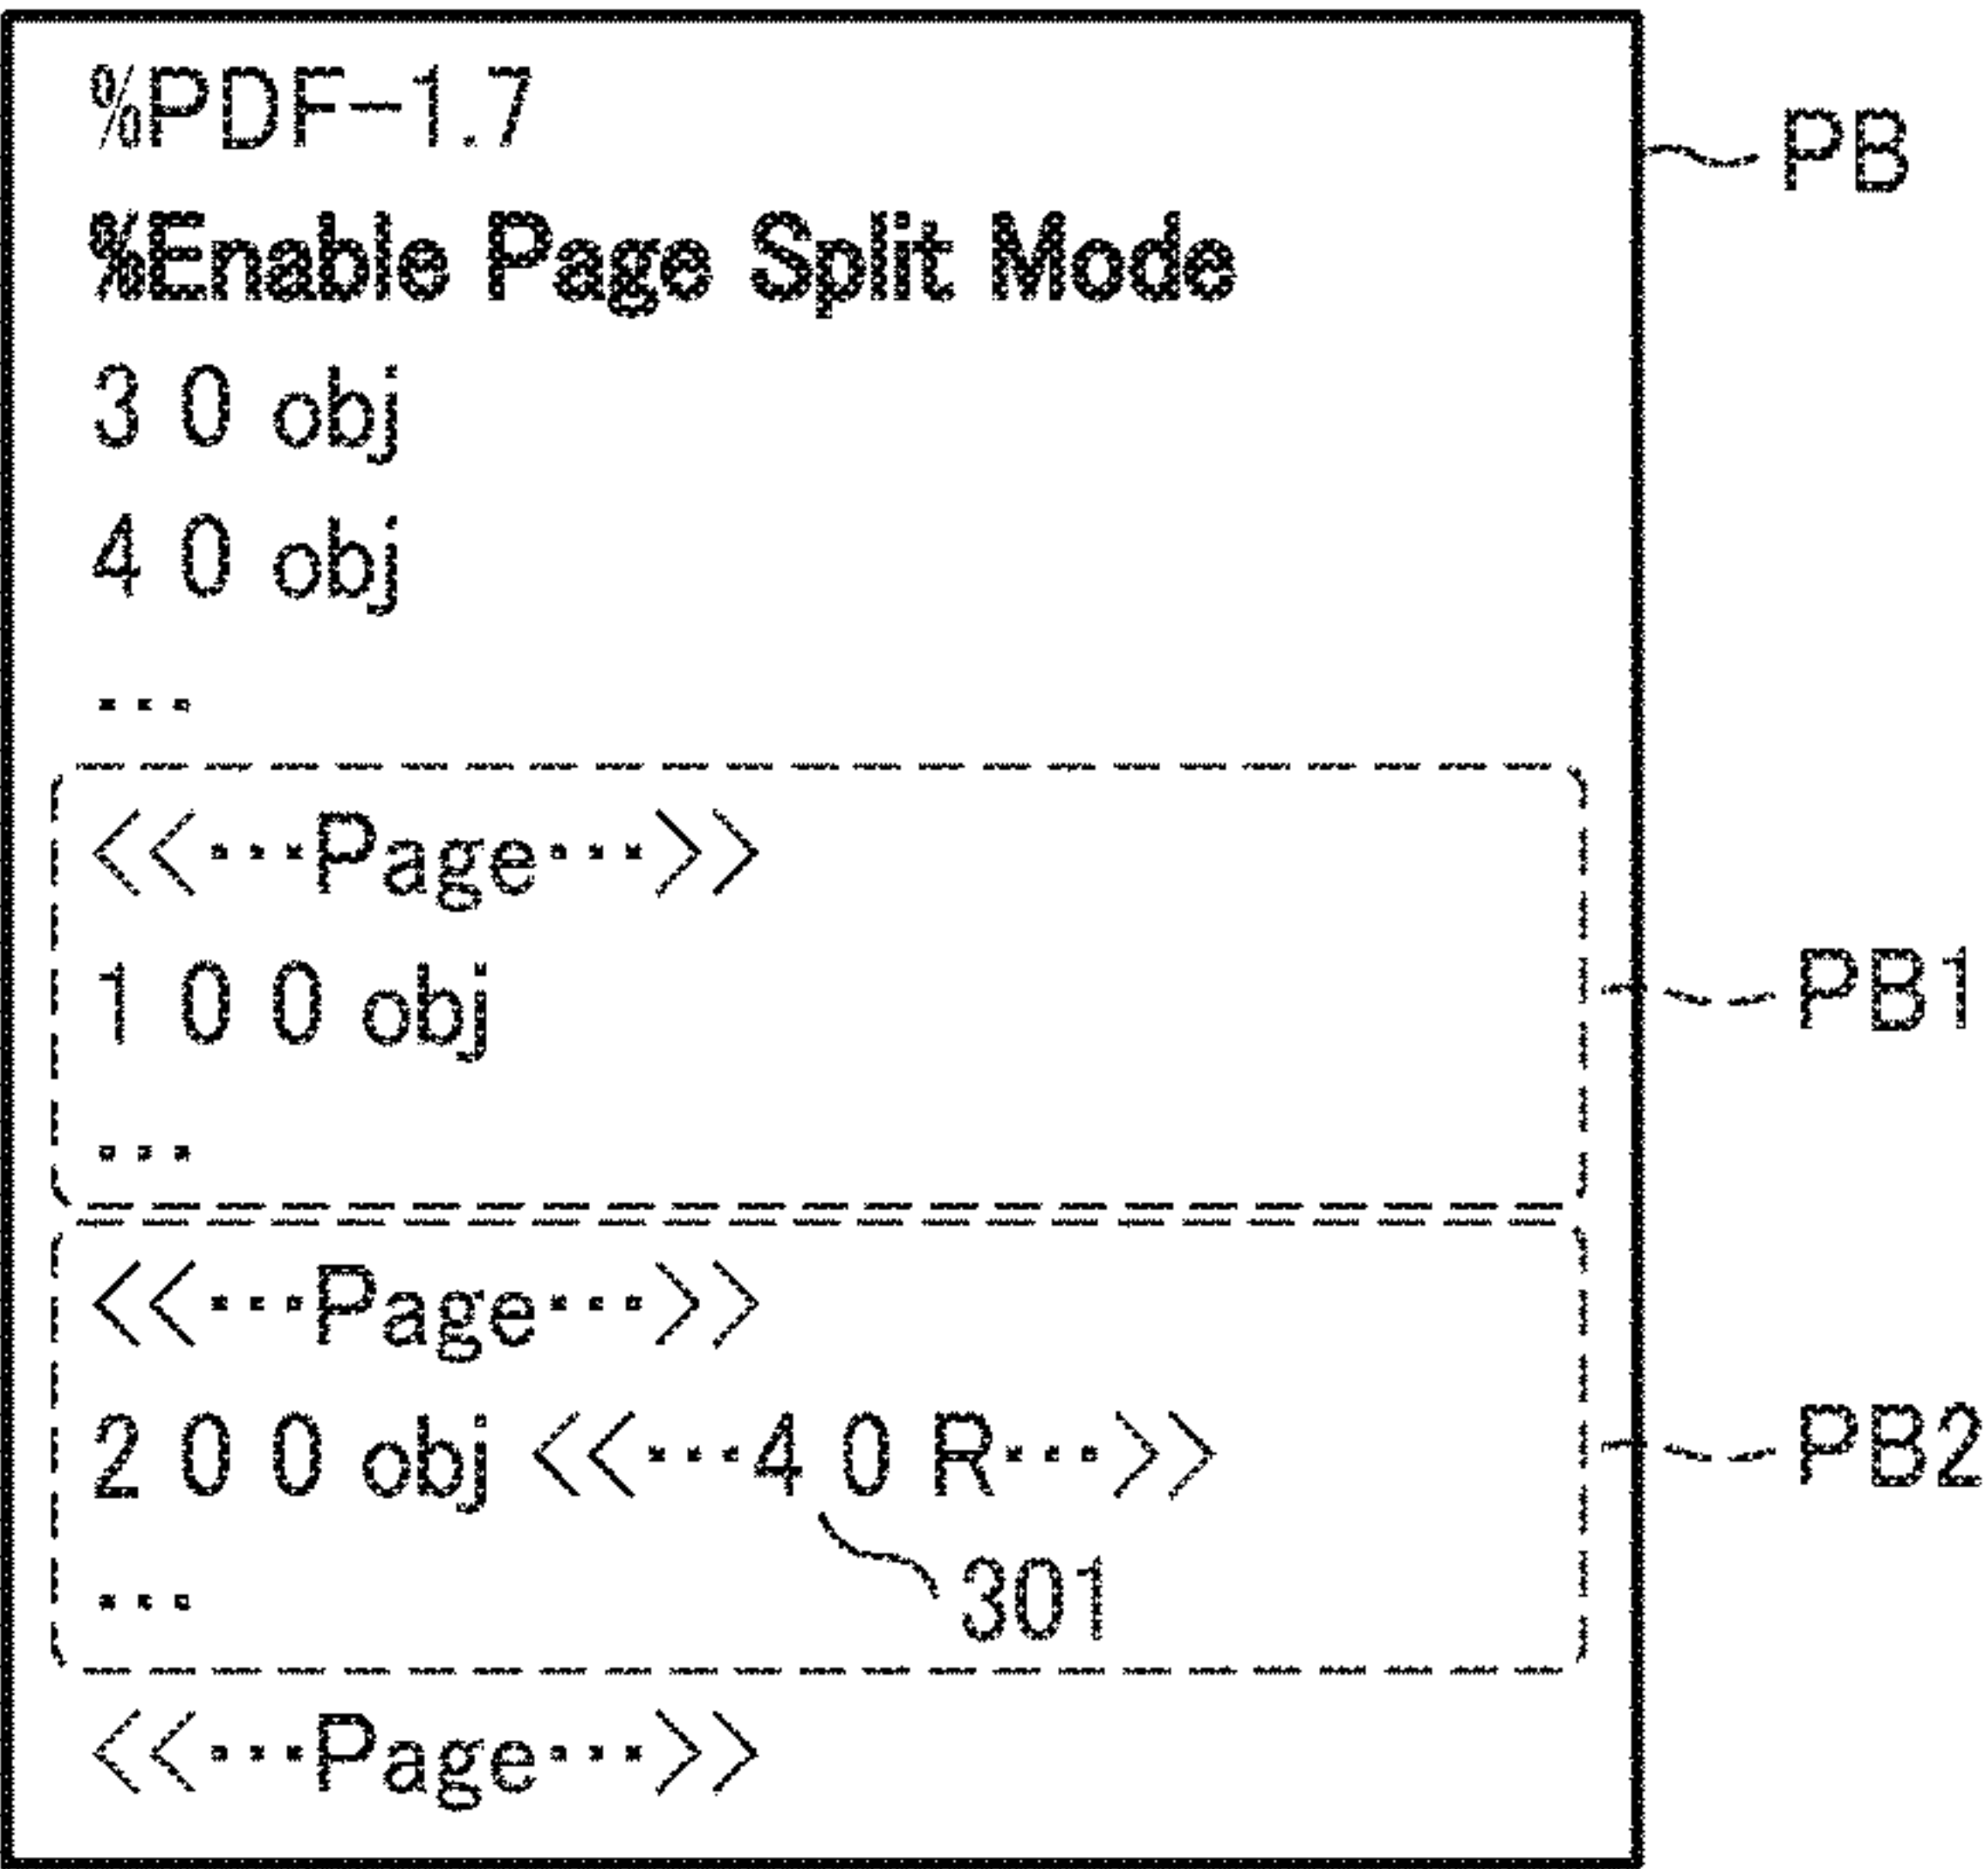 %PDF-1.7
PB
%Enable Page Split Mode
3 0 obj
4 0 obj
...
<<...Page...>>
1 0 0 obj
PB1
...
<<...Page...>>
2 0 0 obj <<...4 0 R...>>
PB2
301
...
<<...Page...>>